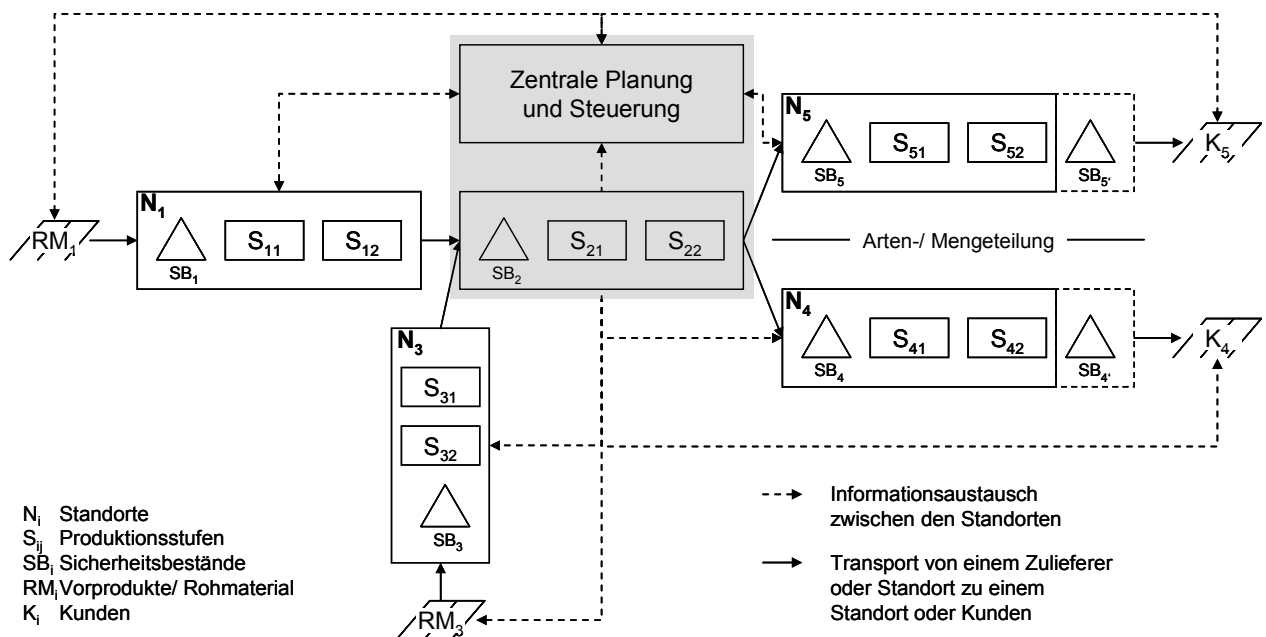 Zentrale Planung
und Steuerung
N5
SB5
S51
S52
SB5'
K5
N1
RM1
SB1
S11
S12
SB2
S21
S22
Arten-/ Mengeteilung
N4
SB4
S41
S42
SB4'
K4
N3
S31
S32
SB3
RM3
Ni Standorte
Sij Produktionsstufen
SBi Sicherheitsbestände
RMi Vorprodukte/ Rohmaterial
Ki Kunden
Informationsaustausch
zwischen den Standorten
Transport von einem Zulieferer
oder Standort zu einem
Standort oder Kunden